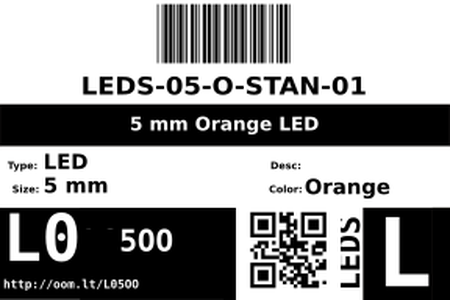 LEDS-05-O-STAN-01
5 mm Orange LED
Type: LED
Desc:
Size: 5 mm
Color: Orange
L0
500
LEDS
L
http://oom.lt/L0500